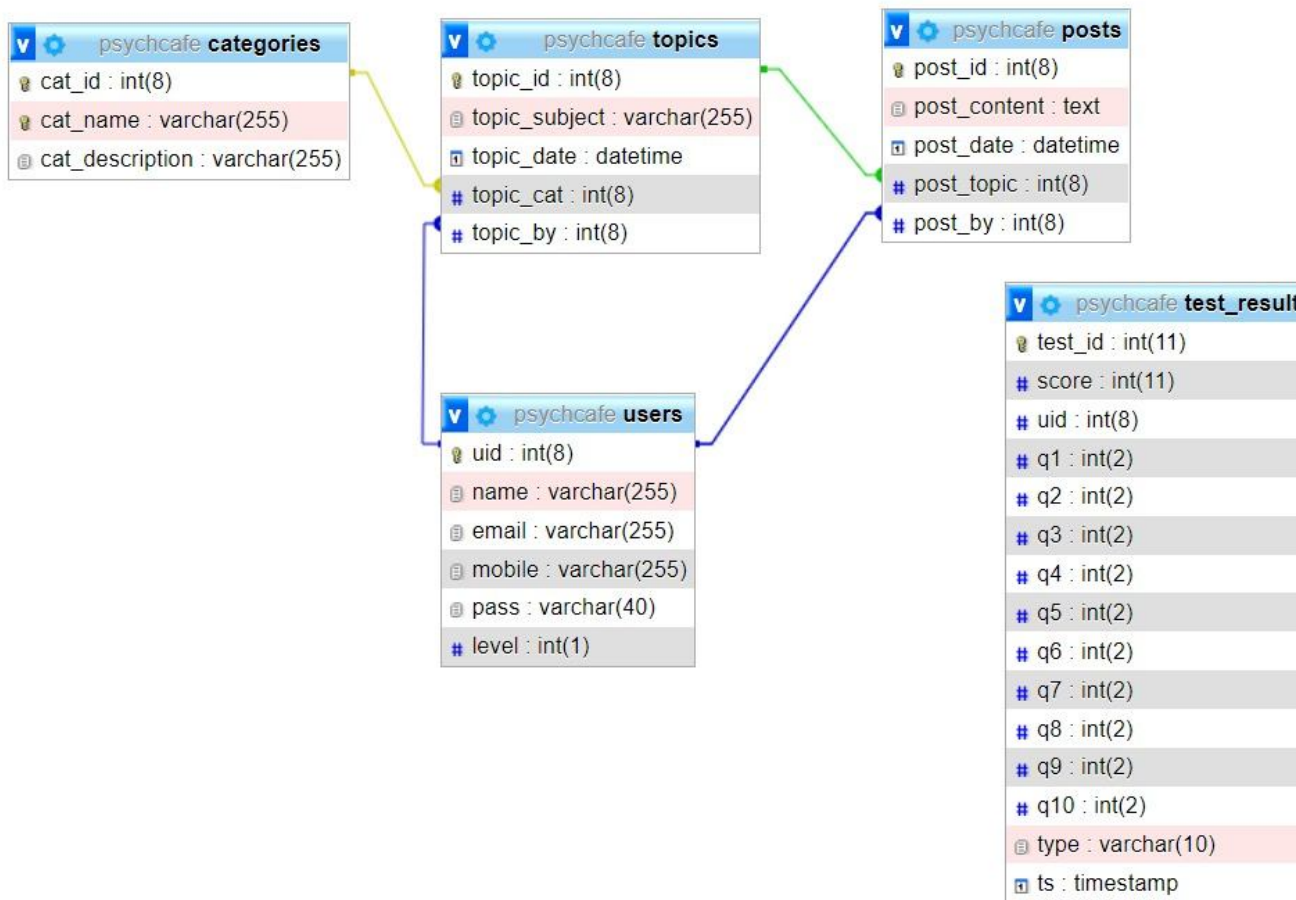 v psychcafe categories
cat_id : int(8)
cat_name : varchar(255)
cat_description : varchar(255)
v psychcafe topics
topic_id : int(8)
topic_subject : varchar(255)
topic_date : datetime
# topic_cat : int(8)
# topic_by : int(8)
v psychcafe posts
post_id : int(8)
post_content : text
post_date : datetime
# post_topic : int(8)
# post_by : int(8)
v psychcafe users
uid : int(8)
name : varchar(255)
email : varchar(255)
mobile : varchar(255)
pass : varchar(40)
# level : int(1)
v psychcafe test_result
test_id : int(11)
# score : int(11)
# uid : int(8)
# q1 : int(2)
# q2 : int(2)
# q3 : int(2)
# q4 : int(2)
# q5 : int(2)
# q6 : int(2)
# q7 : int(2)
# q8 : int(2)
# q9 : int(2)
# q10 : int(2)
type : varchar(10)
ts : timestamp